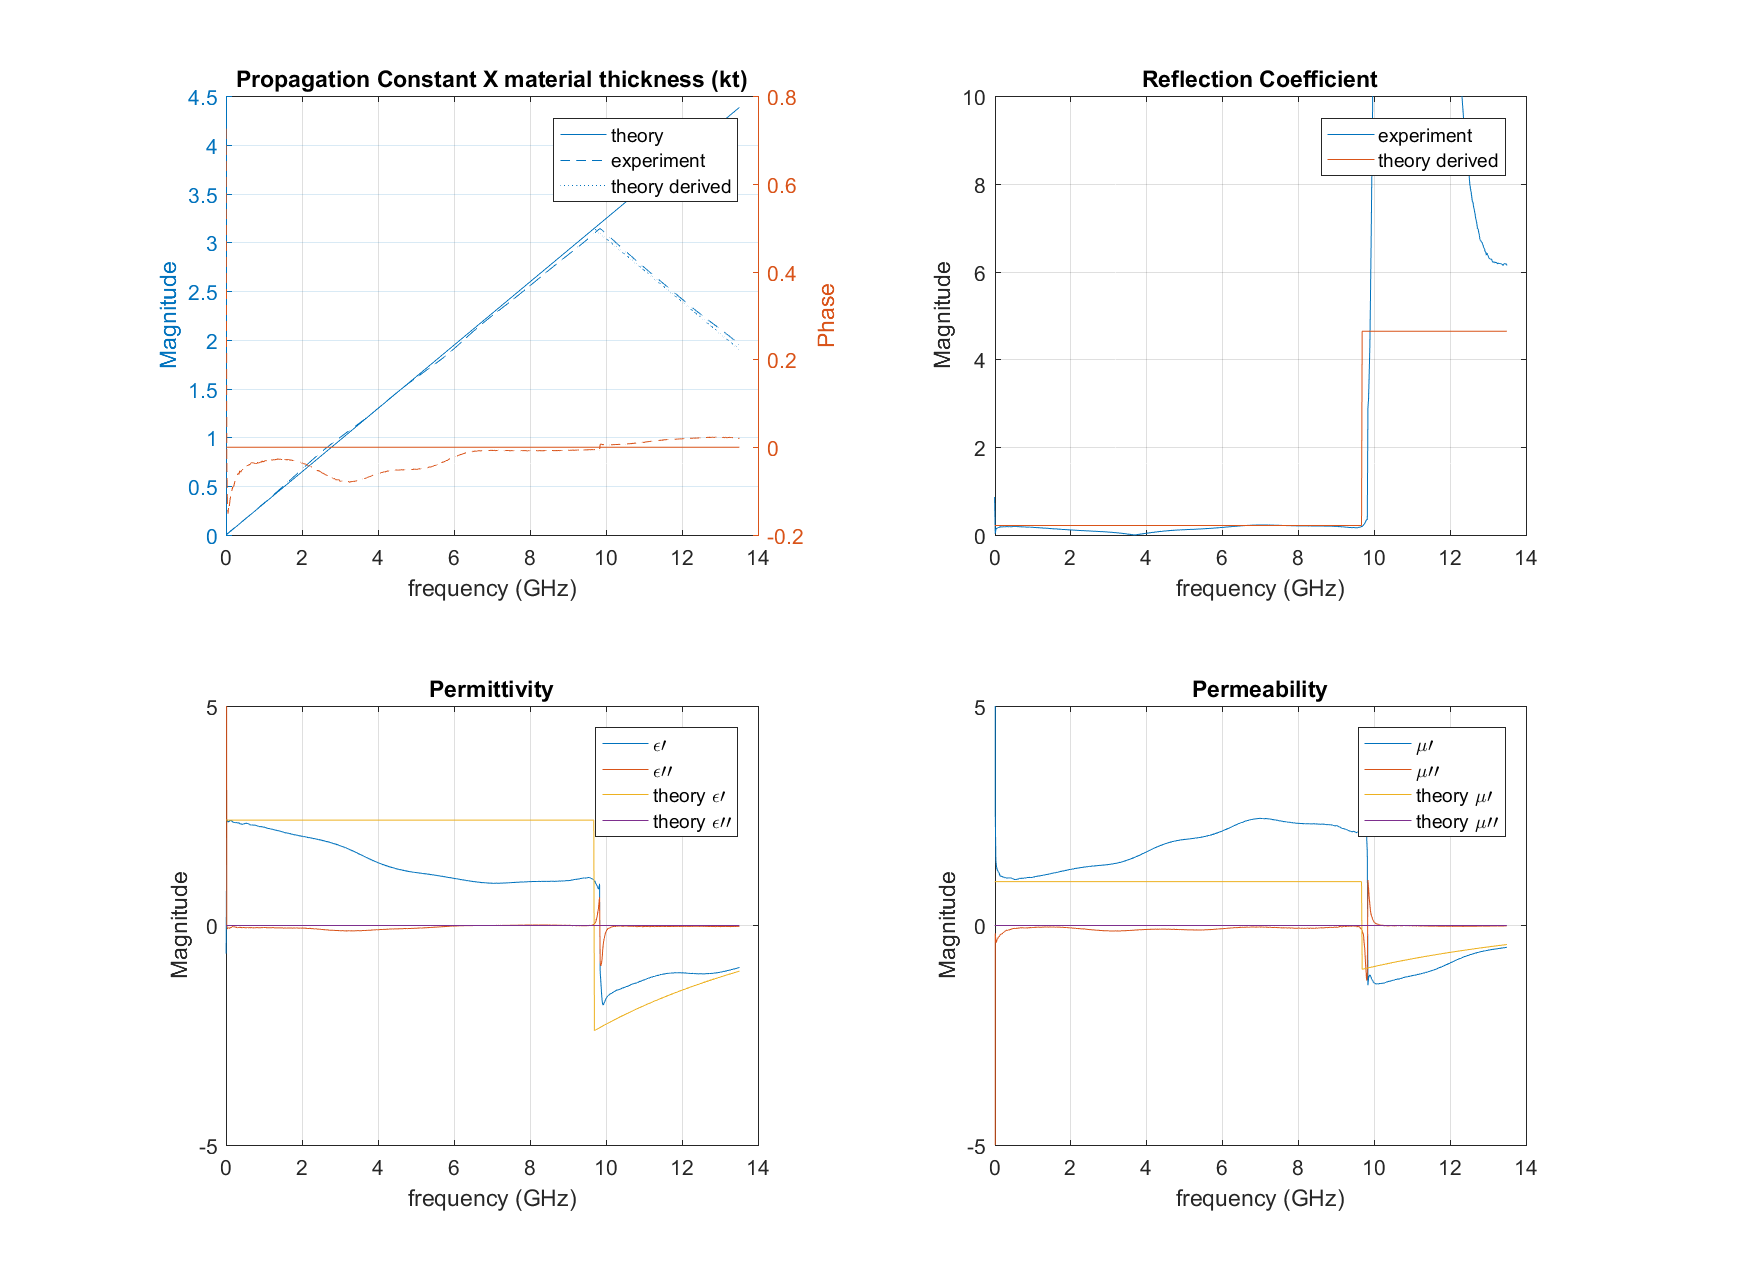 Propagation Constant X material thickness (kt)
4.5
4
3.5
3
2.5
2
1.5
1
0.5
0
Magnitude
theory
experiment
theory derived
0.8
0.6
0.4
0.2
0
-0.2
Phase
0 2 4 6 8 10 12 14
frequency (GHz)
Reflection Coefficient
10
8
6
4
2
0
Magnitude
experiment
theory derived
0 2 4 6 8 10 12 14
frequency (GHz)
Permittivity
5
0
-5
Magnitude
ϵ′
ϵ′′
theory ϵ′
theory ϵ′′
0 2 4 6 8 10 12 14
frequency (GHz)
Permeability
5
0
-5
Magnitude
μ′
μ′′
theory μ′
theory μ′′
0 2 4 6 8 10 12 14
frequency (GHz)